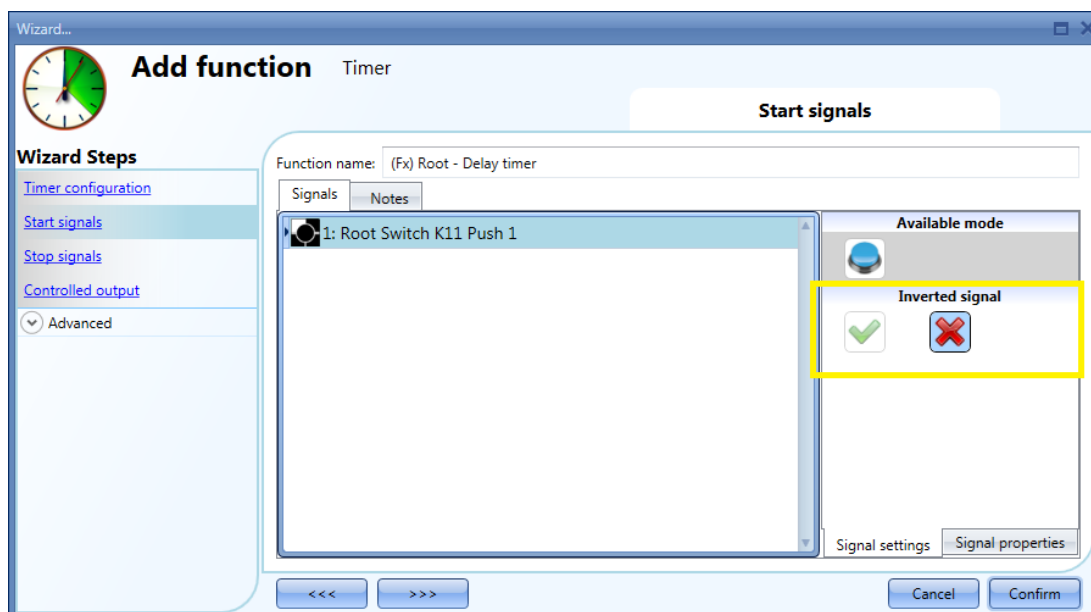 Wizard...
Add function Timer
Start signals
Wizard Steps
Timer configuration
Start signals
Stop signals
Controlled output
Advanced
Function name: (Fx) Root - Delay timer
Signals Notes
1: Root Switch K11 Push 1
Available mode
Inverted signal
Signal settings Signal properties
<<< >>> Cancel Confirm